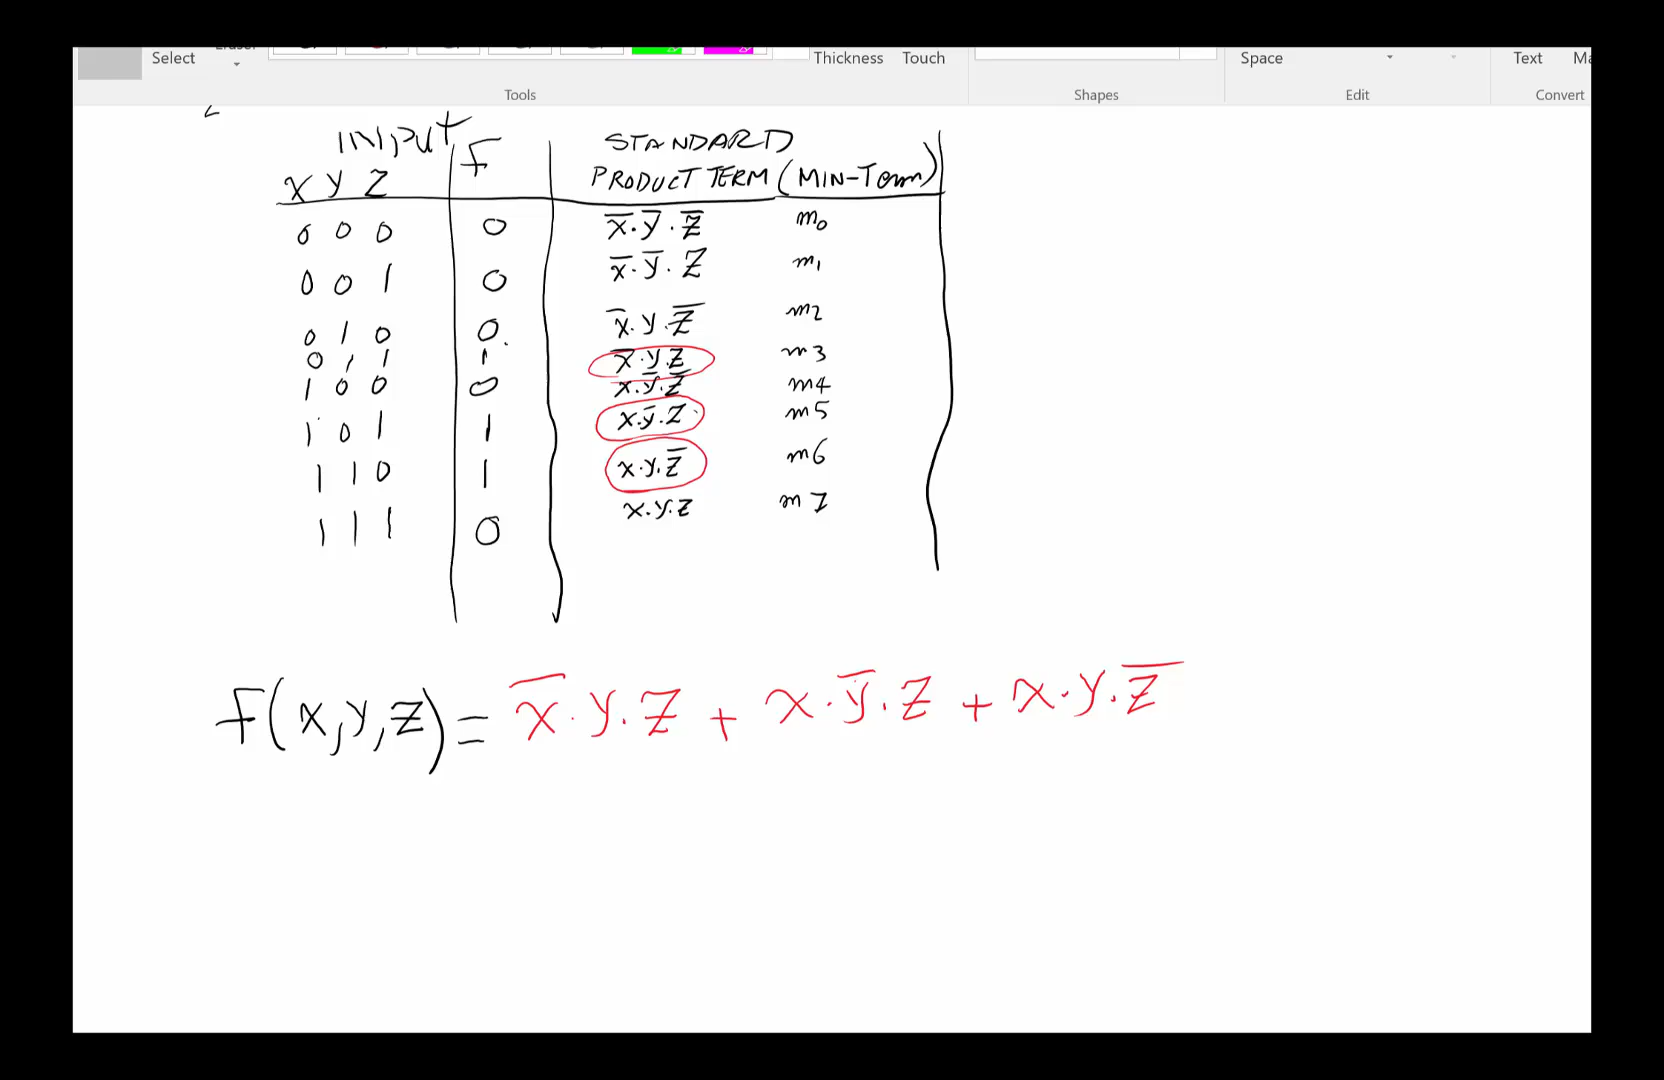 Select Thickness Touch Space Text
Tools Shapes Edit Convert
INPUT F STANDARD
X Y Z PRODUCT TERM (MIN-Term)
0 0 0 0 x̅·y̅·z̅ m0
0 0 1 0 x̅·y̅·z m1
0 1 0 0 x̅·y·z̅ m2
0 1 1 1 x̅·y·z m3
1 0 0 0 x·y̅·z̅ m4
1 0 1 1 x·y̅·z m5
1 1 0 1 x·y·z̅ m6
1 1 1 0 x·y·z m7
F(x,y,z) = x̅·y·z + x·y̅·z + x·y·z̅